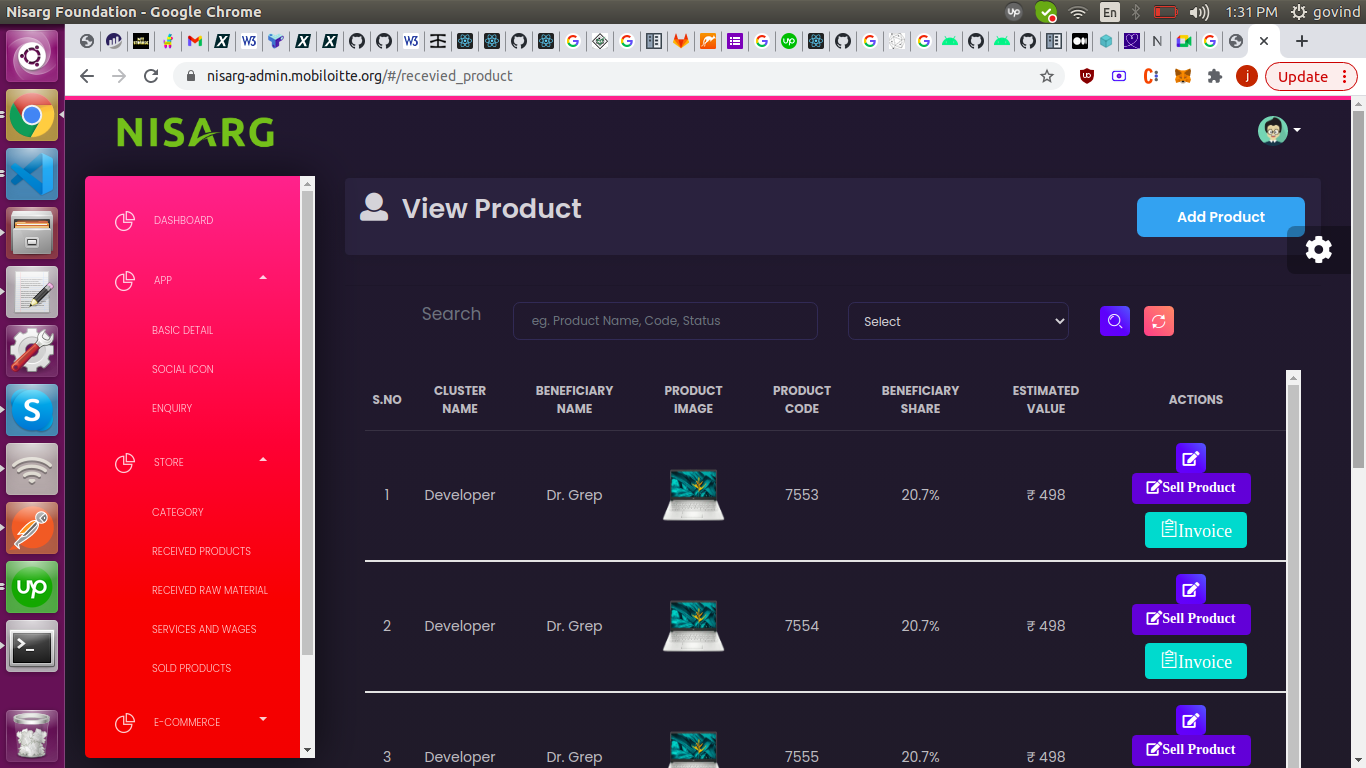 Nisarg Foundation - Google Chrome
En
1:31 PM
govind
nisarg-admin.mobiloitte.org/#/recevied_product
Update
NISARG
DASHBOARD
APP
BASIC DETAIL
SOCIAL ICON
ENQUIRY
STORE
CATEGORY
RECEIVED PRODUCTS
RECEIVED RAW MATERIAL
SERVICES AND WAGES
SOLD PRODUCTS
E-COMMERCE
View Product
Add Product
Search
eg. Product Name, Code, Status
Select
S.NO
CLUSTER NAME
BENEFICIARY NAME
PRODUCT IMAGE
PRODUCT CODE
BENEFICIARY SHARE
ESTIMATED VALUE
ACTIONS
1 Developer Dr. Grep 7553 20.7% ₹ 498
Sell Product
Invoice
2 Developer Dr. Grep 7554 20.7% ₹ 498
Sell Product
Invoice
3 Developer Dr. Grep 7555 20.7% ₹ 498
Sell Product